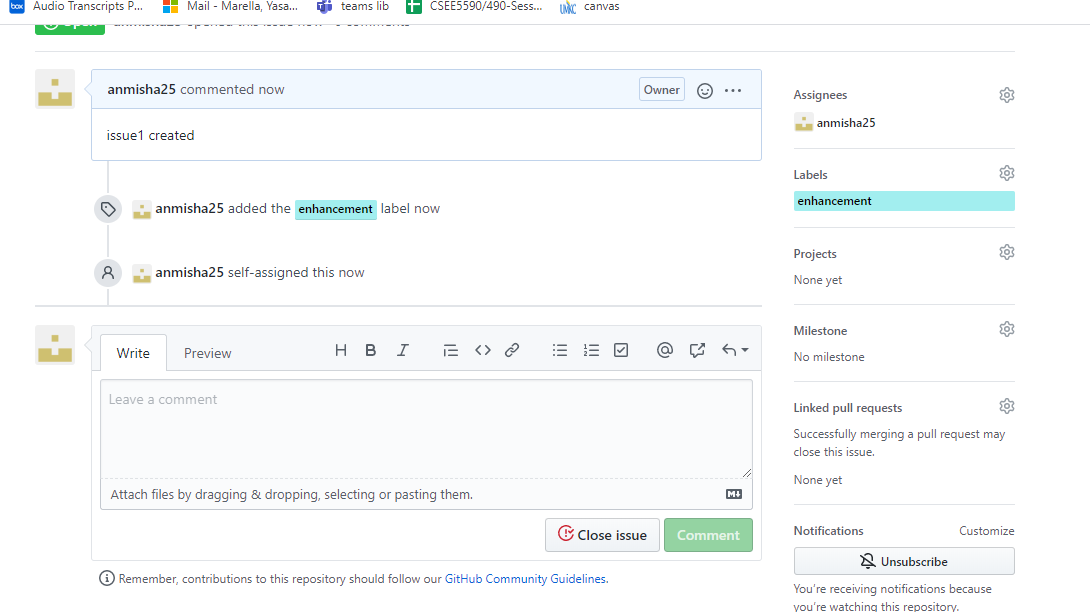 box Audio Transcripts P... Mail - Marella, Yasa... teams lib CSEE5590/490-Sess... UMKC canvas
anmisha25 commented now Owner
issue1 created
anmisha25 added the enhancement label now
anmisha25 self-assigned this now
Write Preview H B I
Leave a comment
Attach files by dragging & dropping, selecting or pasting them.
Close issue Comment
Remember, contributions to this repository should follow our GitHub Community Guidelines.
Assignees
anmisha25
Labels
enhancement
Projects
None yet
Milestone
No milestone
Linked pull requests
Successfully merging a pull request may
close this issue.
None yet
Notifications Customize
Unsubscribe
You're receiving notifications because
you're watching this repository.